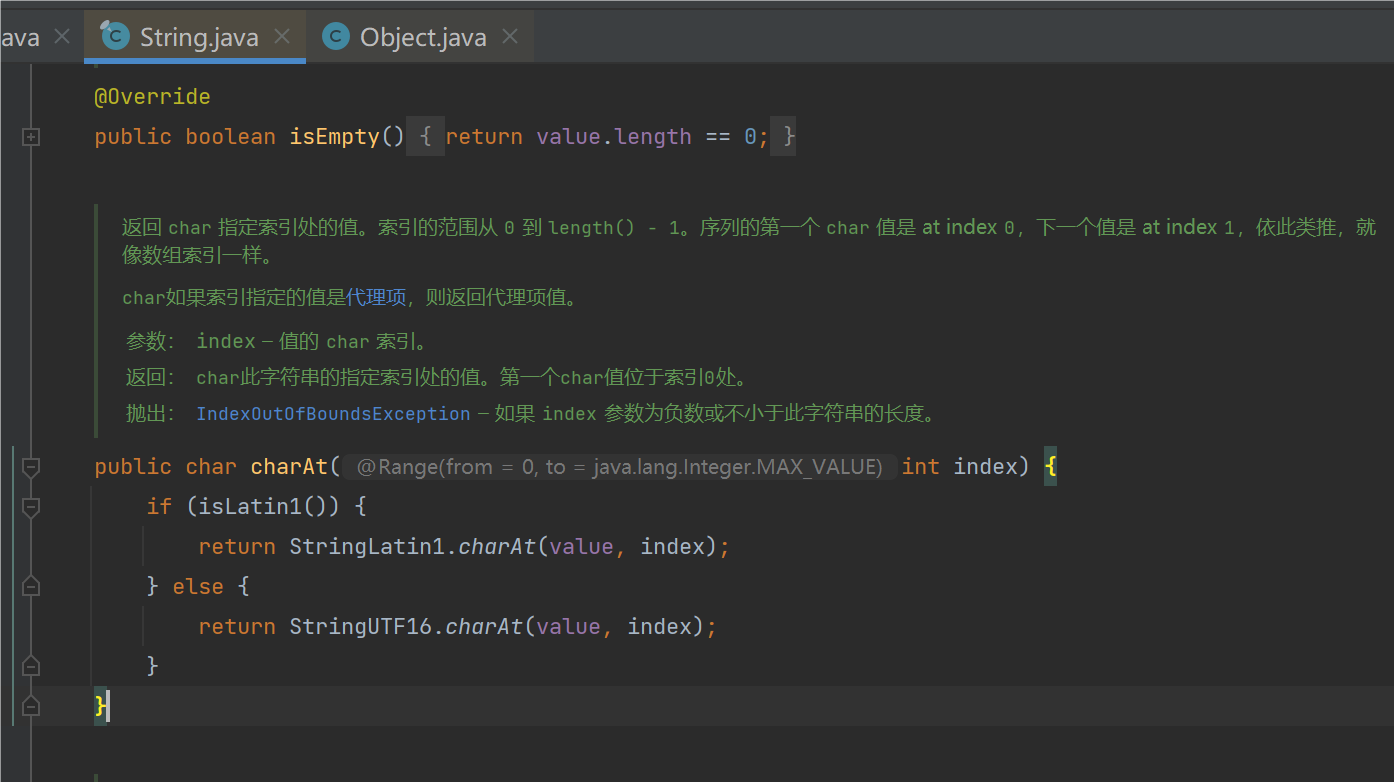 ava
String.java
Object.java
@Override
public boolean isEmpty() { return value.length == 0; }
返回 char 指定索引处的值。索引的范围从 0 到 length() - 1。序列的第一个 char 值是 at index 0，下一个值是 at index 1，依此类推，就
像数组索引一样。
char如果索引指定的值是代理项，则返回代理项值。
参数： index – 值的 char 索引。
返回： char此字符串的指定索引处的值。第一个char值位于索引0处。
抛出： IndexOutOfBoundsException – 如果 index 参数为负数或不小于此字符串的长度。
public char charAt( @Range(from = 0, to = java.lang.Integer.MAX_VALUE) int index) {
if (isLatin1()) {
return StringLatin1.charAt(value, index);
} else {
return StringUTF16.charAt(value, index);
}
}